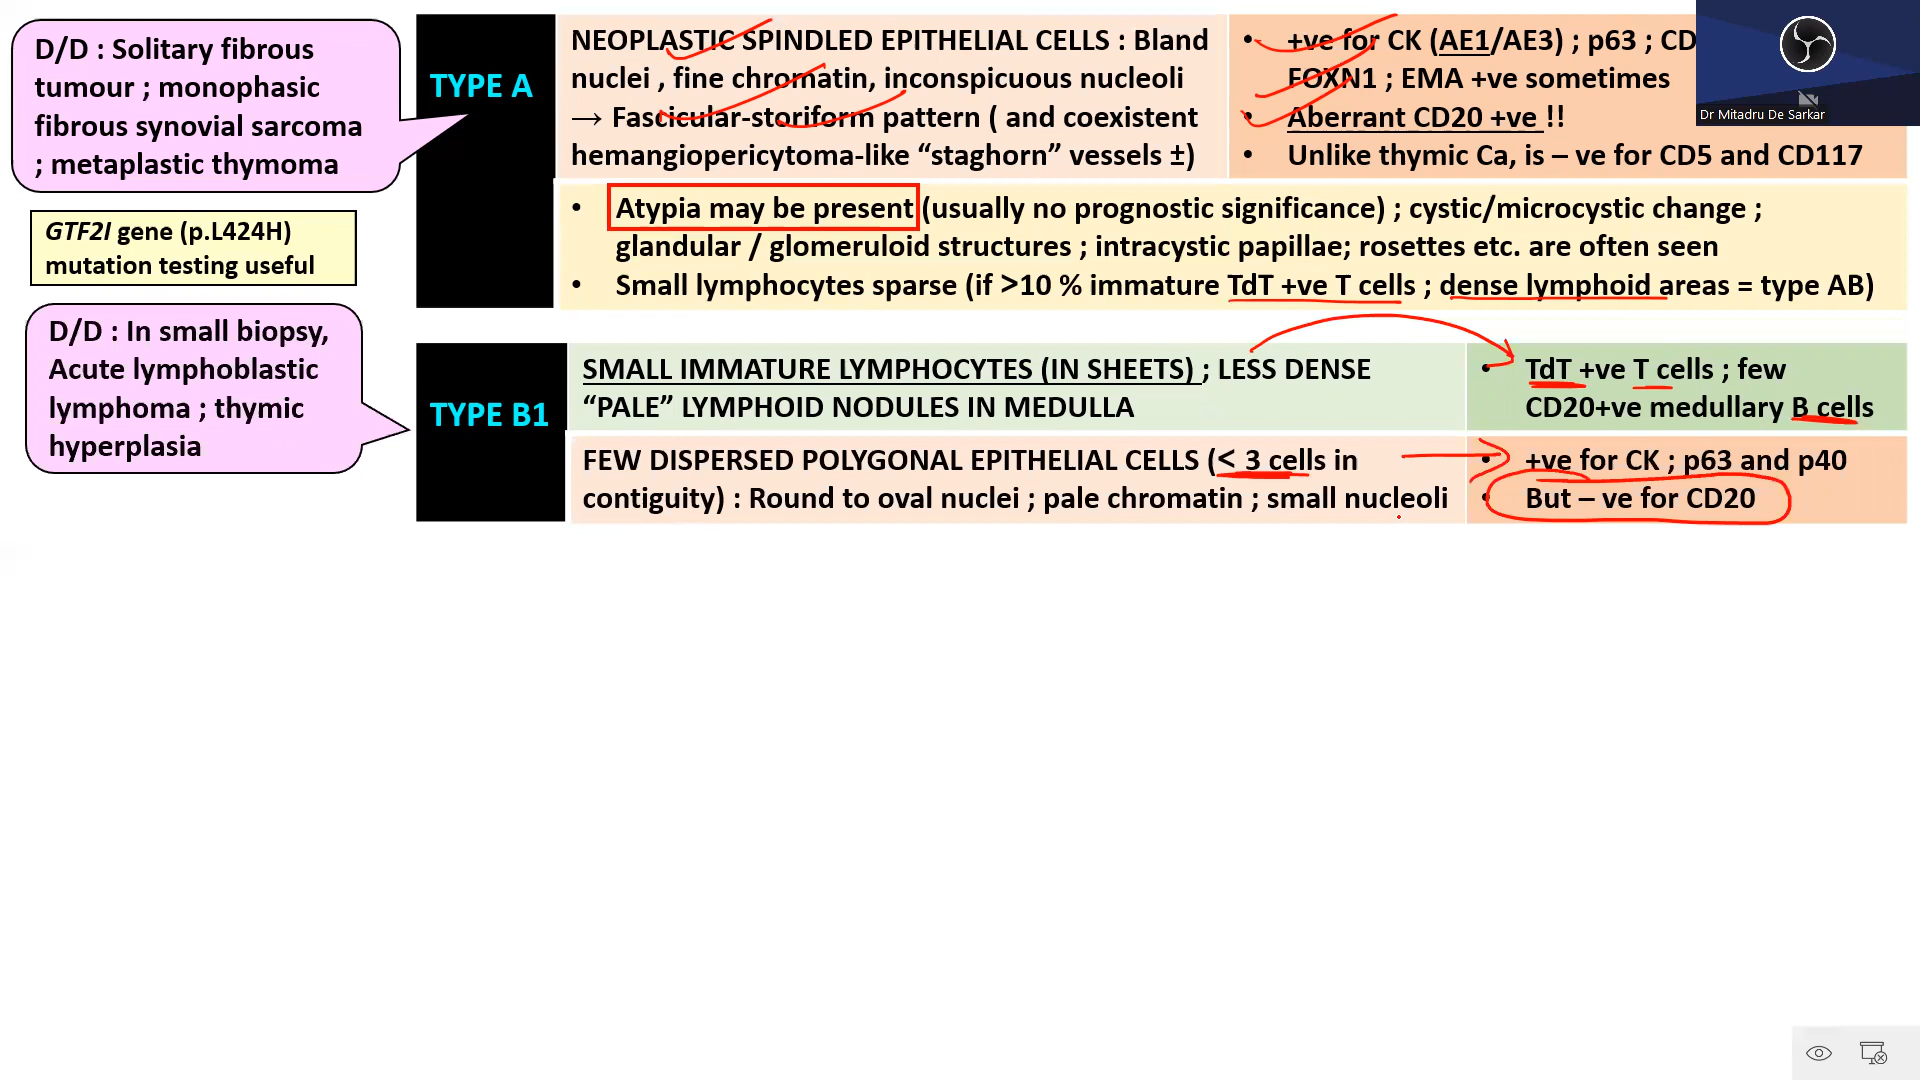 D/D : Solitary fibrous
tumour ; monophasic
fibrous synovial sarcoma
; metaplastic thymoma
GTF2I gene (p.L424H)
mutation testing useful
TYPE A
NEOPLASTIC SPINDLED EPITHELIAL CELLS : Bland
nuclei , fine chromatin, inconspicuous nucleoli
→ Fascicular-storiform pattern ( and coexistent
hemangiopericytoma-like “staghorn” vessels ±)
• +ve for CK (AE1/AE3) ; p63 ; CD
FOXN1 ; EMA +ve sometimes
• Aberrant CD20 +ve !!
• Unlike thymic Ca, is – ve for CD5 and CD117
Dr Mitadru De Sarkar
• Atypia may be present (usually no prognostic significance) ; cystic/microcystic change ;
glandular / glomeruloid structures ; intracystic papillae; rosettes etc. are often seen
• Small lymphocytes sparse (if >10 % immature TdT +ve T cells ; dense lymphoid areas = type AB)
D/D : In small biopsy,
Acute lymphoblastic
lymphoma ; thymic
hyperplasia
TYPE B1
SMALL IMMATURE LYMPHOCYTES (IN SHEETS) ; LESS DENSE
“PALE” LYMPHOID NODULES IN MEDULLA
• TdT +ve T cells ; few
CD20+ve medullary B cells
FEW DISPERSED POLYGONAL EPITHELIAL CELLS (< 3 cells in
contiguity) : Round to oval nuclei ; pale chromatin ; small nucleoli
• +ve for CK ; p63 and p40
• But – ve for CD20